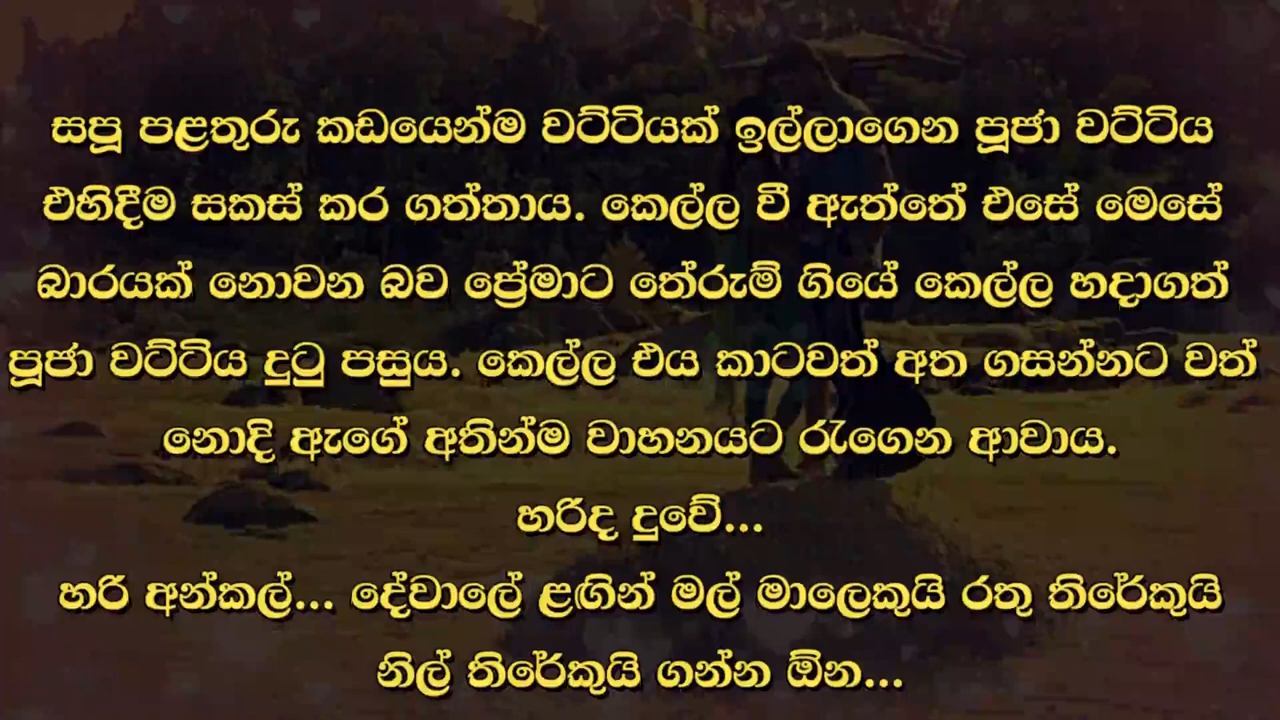 සපූ පළතුරු කඩයෙන්ම වට්ටියක් ඉල්ලාගෙන පූජා වට්ටිය
එහිදීම සකස් කර ගත්තාය. කෙල්ල වී ඇත්තේ එසේ මෙසේ
බාරයක් නොවන බව ප්‍රේමාට තේරුම් ගියේ කෙල්ල හදාගත්
පූජා වට්ටිය දුටු පසුය. කෙල්ල එය කාටවත් අත ගසන්නට වත්
නොදි ඇගේ අතින්ම වාහනයට රැගෙන ආවාය.
හරිද දුවේ...
හරි අන්කල්... දේවාලේ ළඟින් මල් මාලෙකුයි රතු තිරේකුයි
නිල් තිරේකුයි ගන්න ඕන...